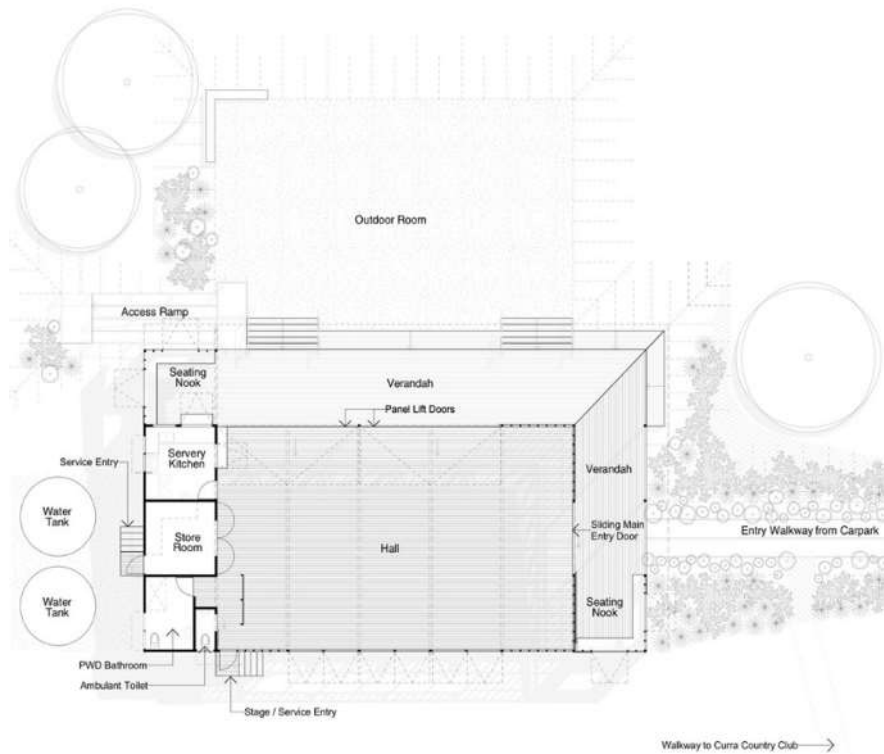 Outdoor Room
Access Ramp
Seating
Nook
Verandah
Panel Lift Doors
Servery
Kitchen
Service Entry
Verandah
Water
Tank
Store
Room
Hall
Sliding Main
Entry Door
Entry Walkway from Carpark
Water
Tank
Seating
Nook
PWD Bathroom
Ambulant Toilet
Stage / Service Entry
Walkway to Curra Country Club